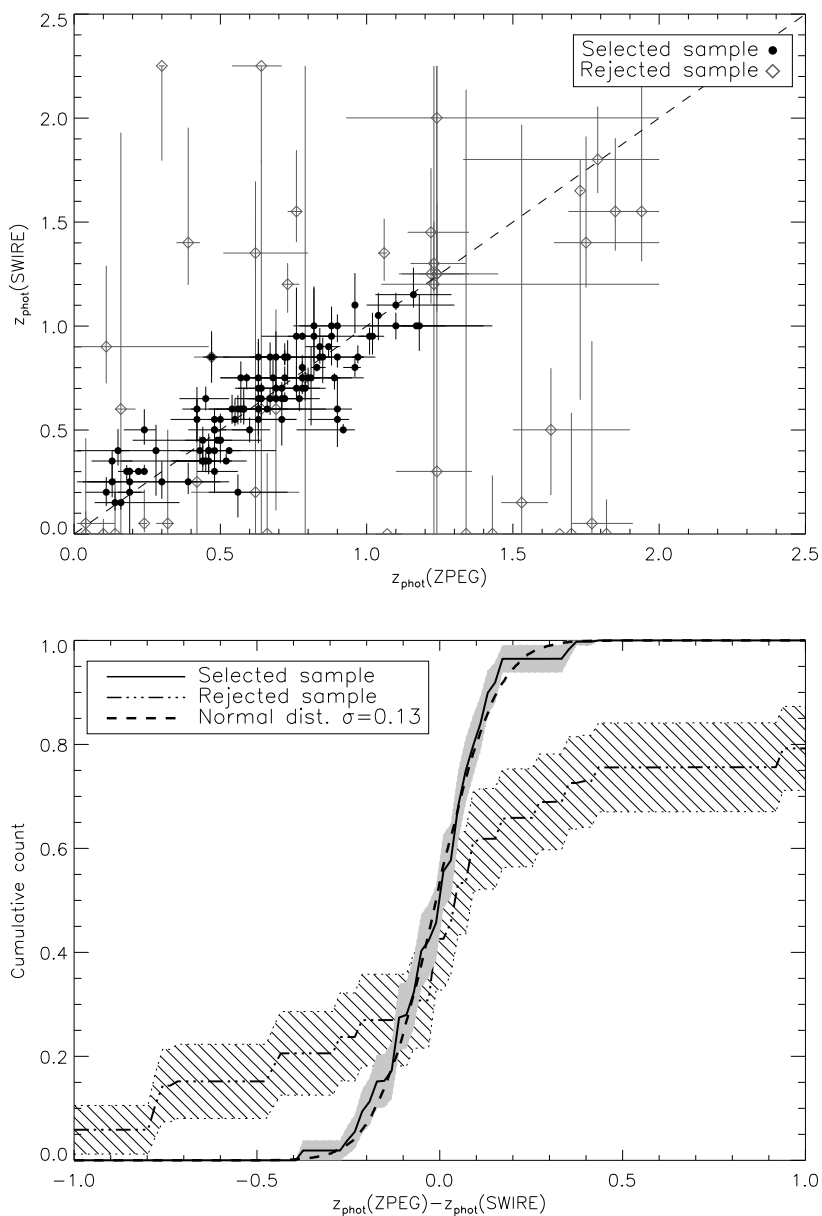 2.5
Selected sample
Rejected sample
2.0
1.5
z_phot(SWIRE)
1.0
0.5
0.0
0.0 0.5 1.0 1.5 2.0 2.5
z_phot(ZPEG)
1.0
Selected sample
Rejected sample
Normal dist. σ=0.13
0.8
0.6
Cumulative count
0.4
0.2
0.0
−1.0 −0.5 0.0 0.5 1.0
z_phot(ZPEG)−z_phot(SWIRE)